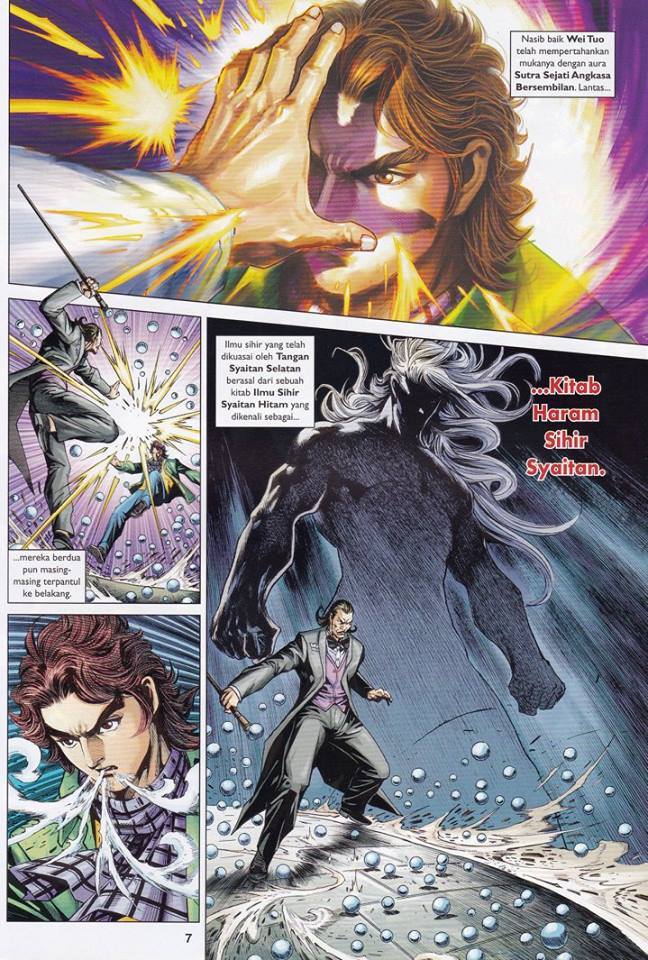 Nasib baik Wei Tuo
telah mempertahankan
mukanya dengan aura
Sutra Sejati Angkasa
Bersembilan. Lantas...
...mereka berdua
pun masing-
masing terpantul
ke belakang.
Ilmu sihir yang telah
dikuasai oleh Tangan
Syaitan Selatan
berasal dari sebuah
kitab Ilmu Sihir
Syaitan Hitam yang
dikenali sebagai...
...Kitab
Haram
Sihir
Syaitan.
7